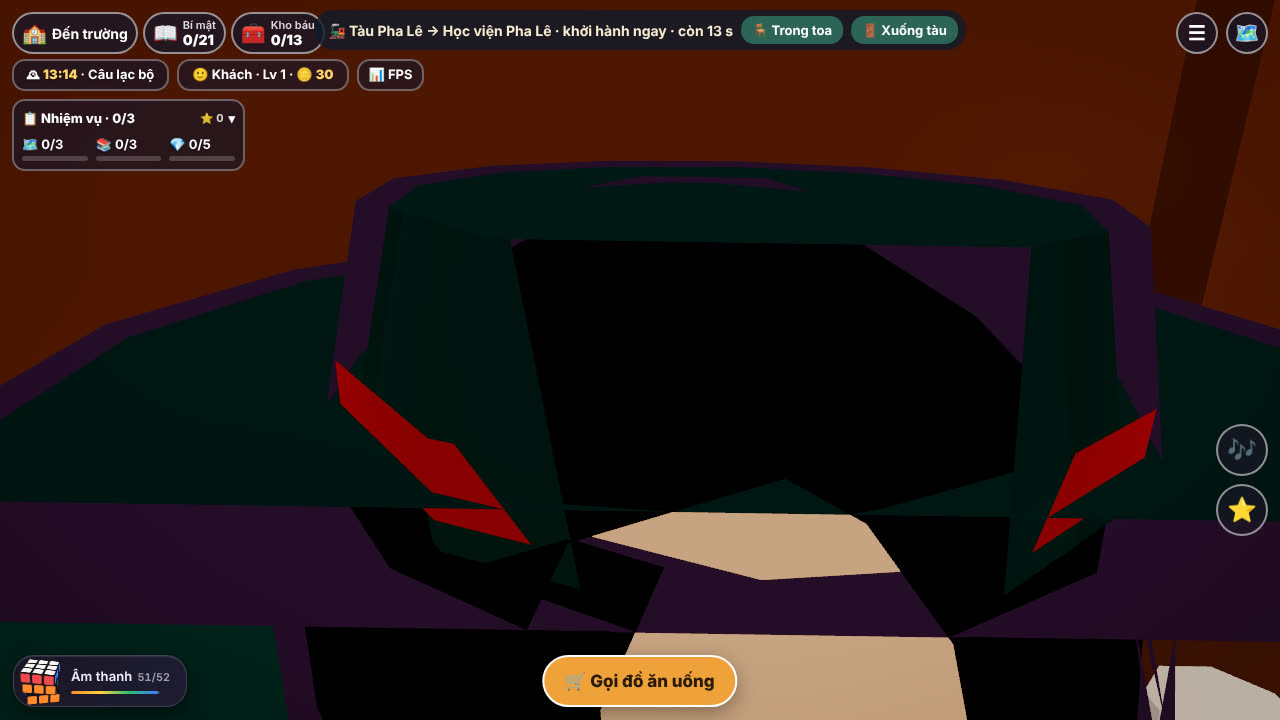 Đến trường
Bí mật
0/21
Kho báu
0/13
Tàu Pha Lê → Học viện Pha Lê · khởi hành ngay · còn 13 s
Trong toa
Xuống tàu
13:14 · Câu lạc bộ
Khách · Lv 1 · 30
FPS
Nhiệm vụ · 0/3
0 ▾
0/3
0/3
0/5
Âm thanh 51/52
Gọi đồ ăn uống